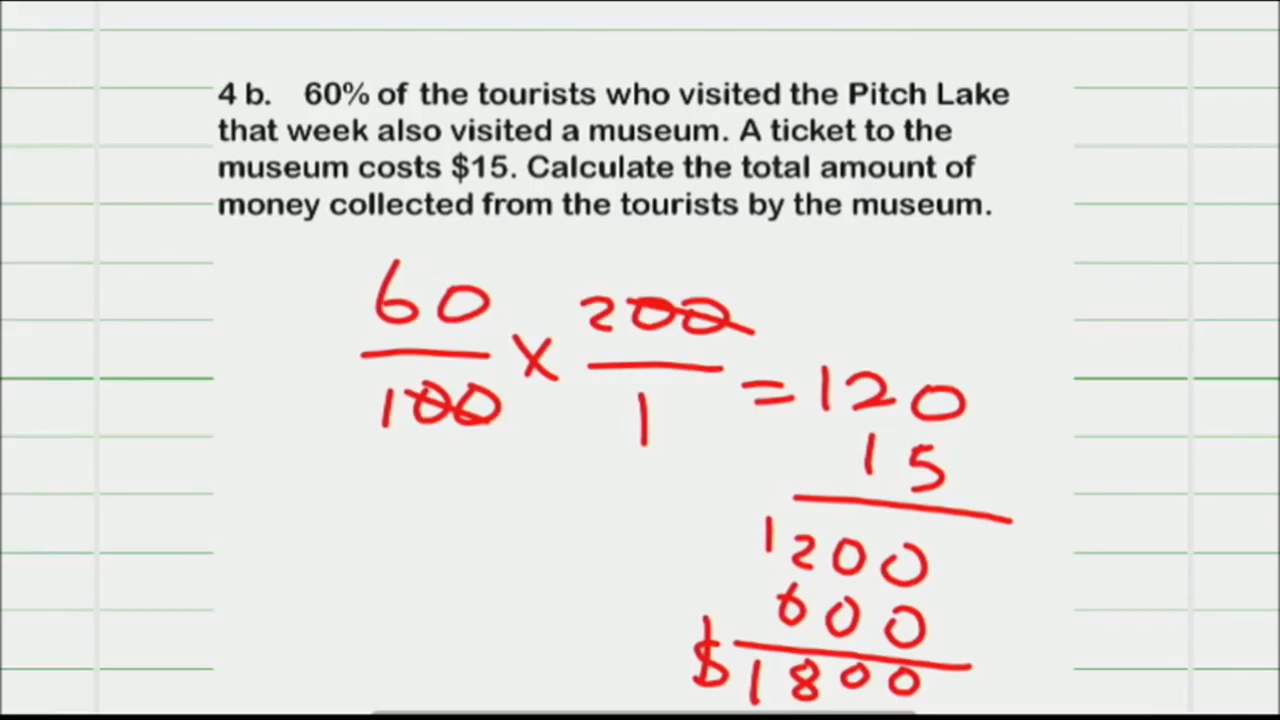 4 b. 60% of the tourists who visited the Pitch Lake
that week also visited a museum. A ticket to the
museum costs $15. Calculate the total amount of
money collected from the tourists by the museum.
60 200
100 × 1 = 120
15
1200
600
$1800